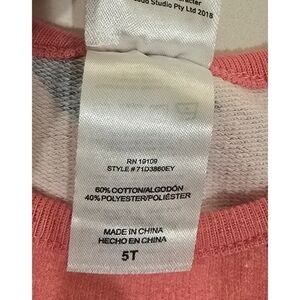 Studio Pty Ltd 2018
RN 19109
STYLE # 71D3860EY
60% COTTON/ALGODÓN
40% POLYESTER/POLIÉSTER
MADE IN CHINA
HECHO EN CHINA
5T